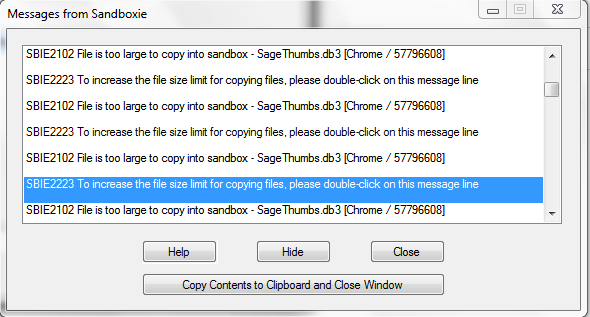 Messages from Sandboxie
SBIE2102 File is too large to copy into sandbox - SageThumbs.db3 [Chrome / 57796608]
SBIE2223 To increase the file size limit for copying files, please double-click on this message line
SBIE2102 File is too large to copy into sandbox - SageThumbs.db3 [Chrome / 57796608]
SBIE2223 To increase the file size limit for copying files, please double-click on this message line
SBIE2102 File is too large to copy into sandbox - SageThumbs.db3 [Chrome / 57796608]
SBIE2223 To increase the file size limit for copying files, please double-click on this message line
SBIE2102 File is too large to copy into sandbox - SageThumbs.db3 [Chrome / 57796608]
Help Hide Close
Copy Contents to Clipboard and Close Window